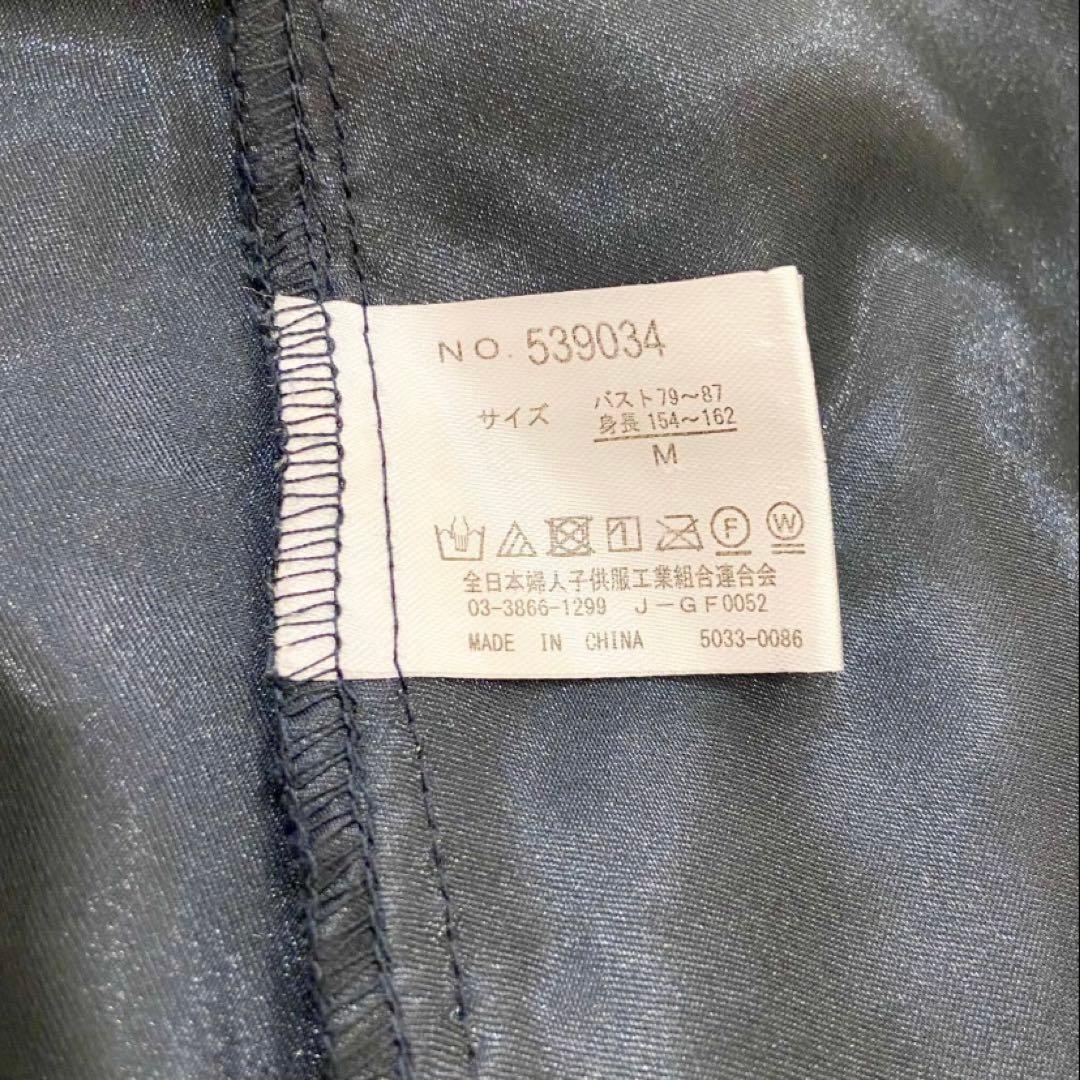 NO. 539034
サイズ
バスト79～87
身長 154～162
M
F W
全日本婦人子供服工業組合連合会
03-3866-1299 J-GF0052
MADE IN CHINA 5033-0086